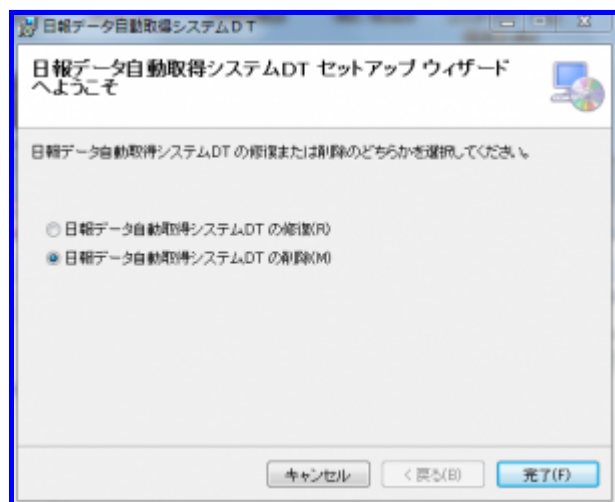 日報データ自動取得システムDT
日報データ自動取得システムDT セットアップ ウィザード
へようこそ
日報データ自動取得システムDT の修復または削除のどちらかを選択してください。
日報データ自動取得システムDT の修復(R)
日報データ自動取得システムDT の削除(M)
キャンセル
< 戻る(B)
完了(F)